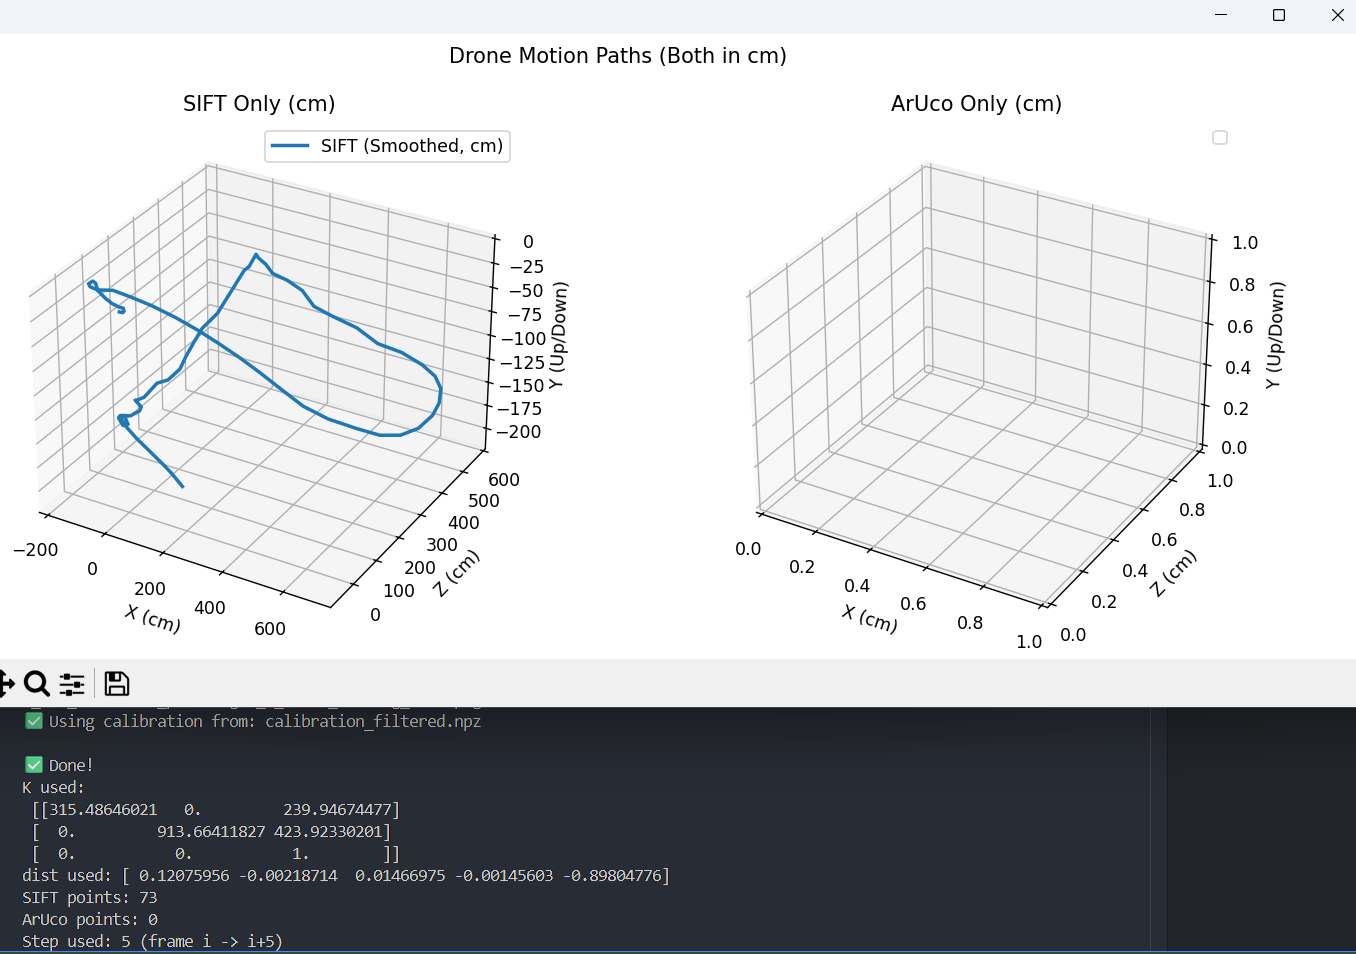 Drone Motion Paths (Both in cm)
SIFT Only (cm)
SIFT (Smoothed, cm)
0
−25
−50
−75
−100
−125
−150
−175
−200
Y (Up/Down)
600
500
400
300
200
100
0
Z (cm)
−200
0
200
400
600
X (cm)
ArUco Only (cm)
1.0
0.8
0.6
0.4
0.2
0.0
Y (Up/Down)
1.0
0.8
0.6
0.4
0.2
0.0
Z (cm)
0.0
0.2
0.4
0.6
0.8
1.0
X (cm)
✅ Using calibration from: calibration_filtered.npz
✅ Done!
K used:
[[315.48646021   0.         239.94674477]
[  0.         913.66411827 423.92330201]
[  0.           0.           1.        ]]
dist used: [ 0.12075956 -0.00218714  0.01466975 -0.00145603 -0.89804776]
SIFT points: 73
ArUco points: 0
Step used: 5 (frame i -> i+5)